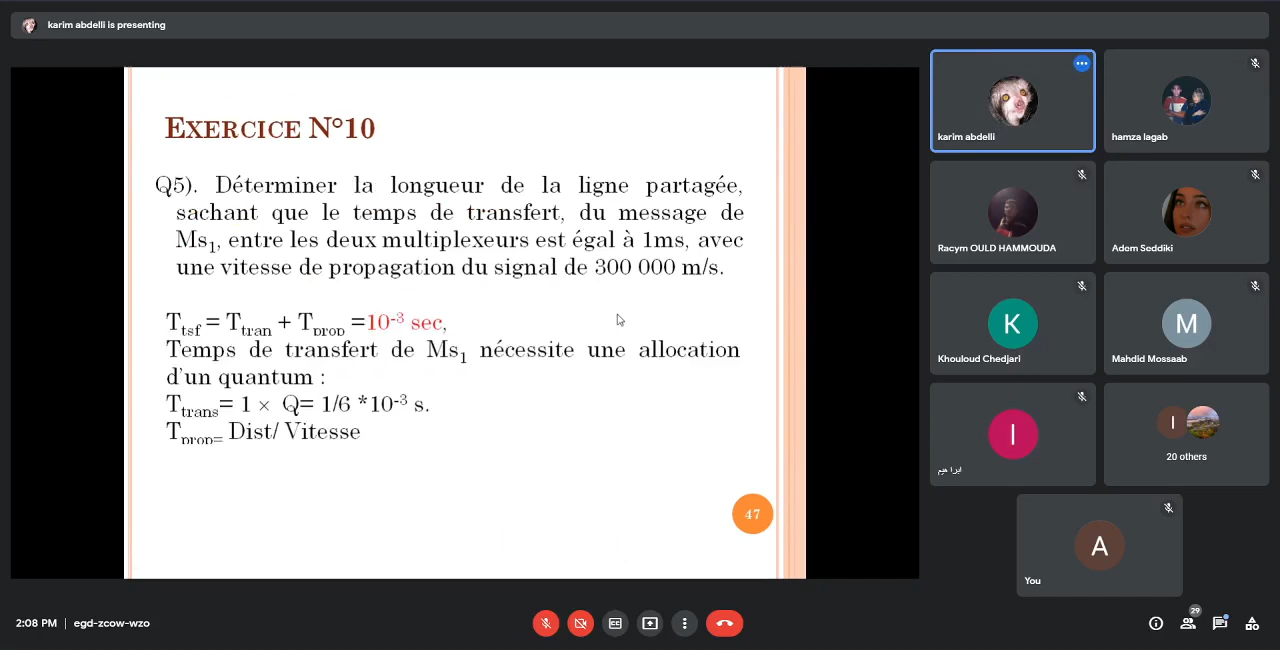 karim abdelli is presenting
EXERCICE N°10
Q5). Déterminer la longueur de la ligne partagée,
sachant que le temps de transfert, du message de
Ms1, entre les deux multiplexeurs est égal à 1ms, avec
une vitesse de propagation du signal de 300 000 m/s.
Ttsf = Ttran + Tprop =10-3 sec,
Temps de transfert de Ms1 nécessite une allocation
d'un quantum :
Ttrans= 1 × Q= 1/6 *10-3 s.
Tprop= Dist/ Vitesse
47
karim abdelli
hamza lagab
Racym OULD HAMMOUDA
Adem Seddiki
K
Khouloud Chedjari
M
Mahdid Mossaab
I
ابراهيم
I
20 others
A
You
2:08 PM | egd-zcow-wzo
29